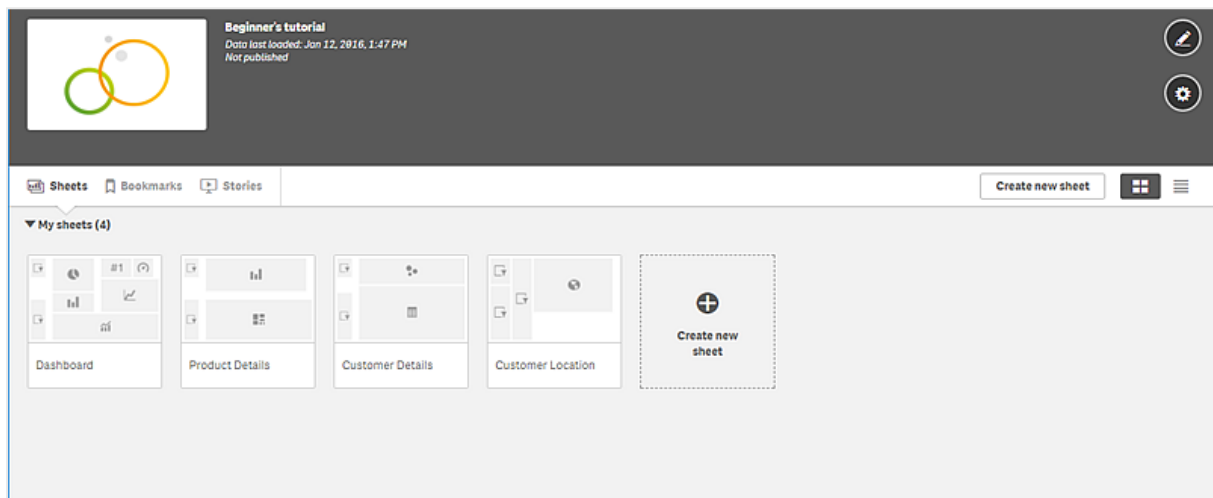 Beginner's tutorial
Data last loaded: Jan 12, 2016, 1:47 PM
Not published
Sheets
Bookmarks
Stories
Create new sheet
My sheets (4)
#1
Dashboard
Product Details
Customer Details
Customer Location
Create new
sheet